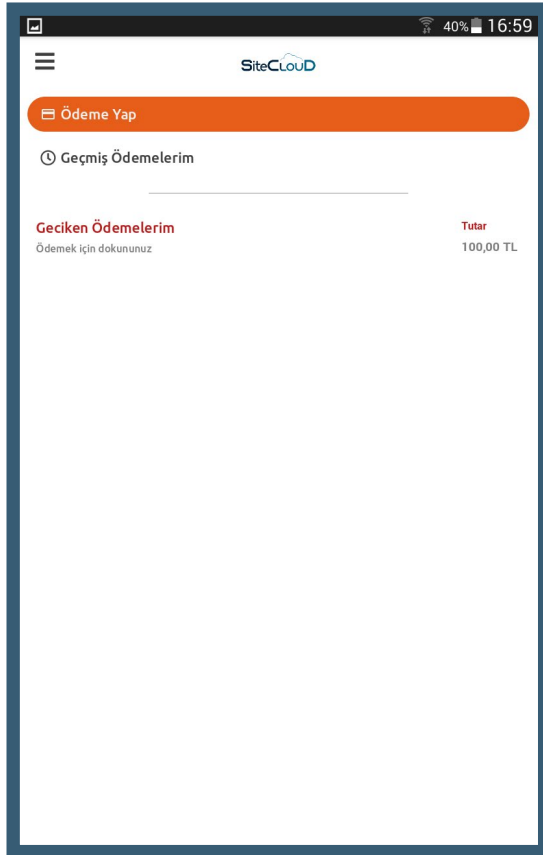 40% 16:59
SiteCLouD
Ödeme Yap
Geçmiş Ödemelerim
Geciken Ödemelerim
Tutar
Ödemek için dokununuz
100,00 TL